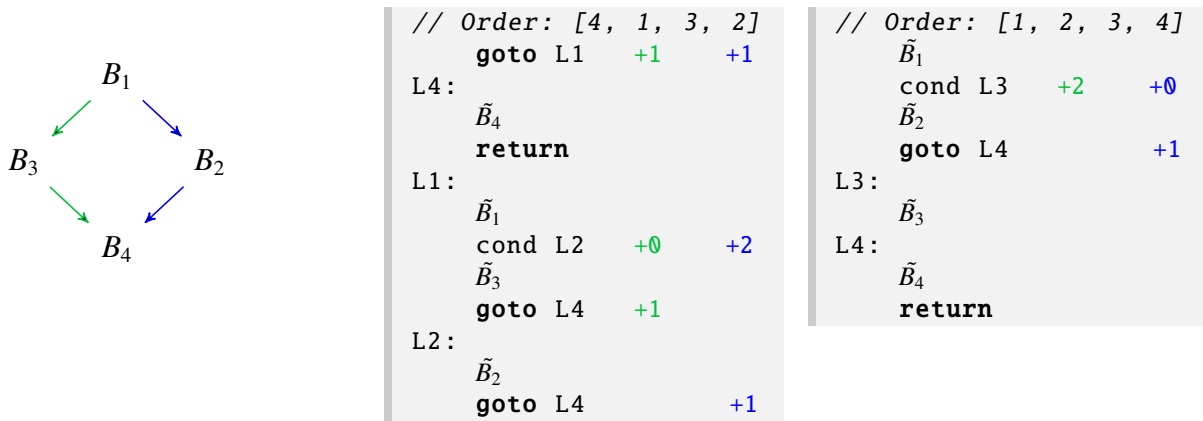 B₁
B₃ B₂
B₄
// Order: [4, 1, 3, 2]
goto L1 +1 +1
L4:
B̃₄
return
L1:
B̃₁
cond L2 +0 +2
B̃₃
goto L4 +1
L2:
B̃₂
goto L4 +1
// Order: [1, 2, 3, 4]
B̃₁
cond L3 +2 +0
B̃₂
goto L4 +1
L3:
B̃₃
L4:
B̃₄
return